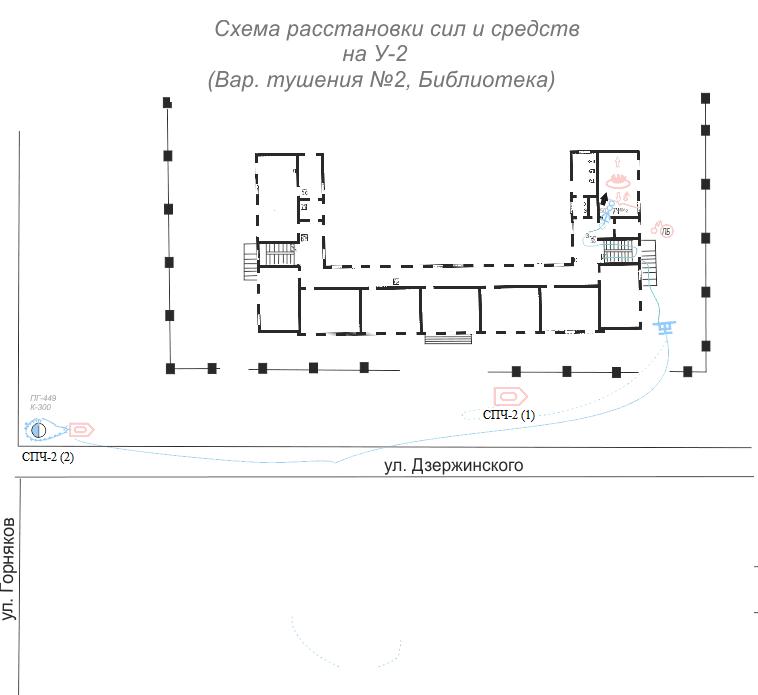 Схема расстановки сил и средств
на У-2
(Вар. тушения №2, Библиотека)
ЛБ
ПГ-449
К-300
СПЧ-2 (1)
СПЧ-2 (2)
ул. Дзержинского
ул. Горняков